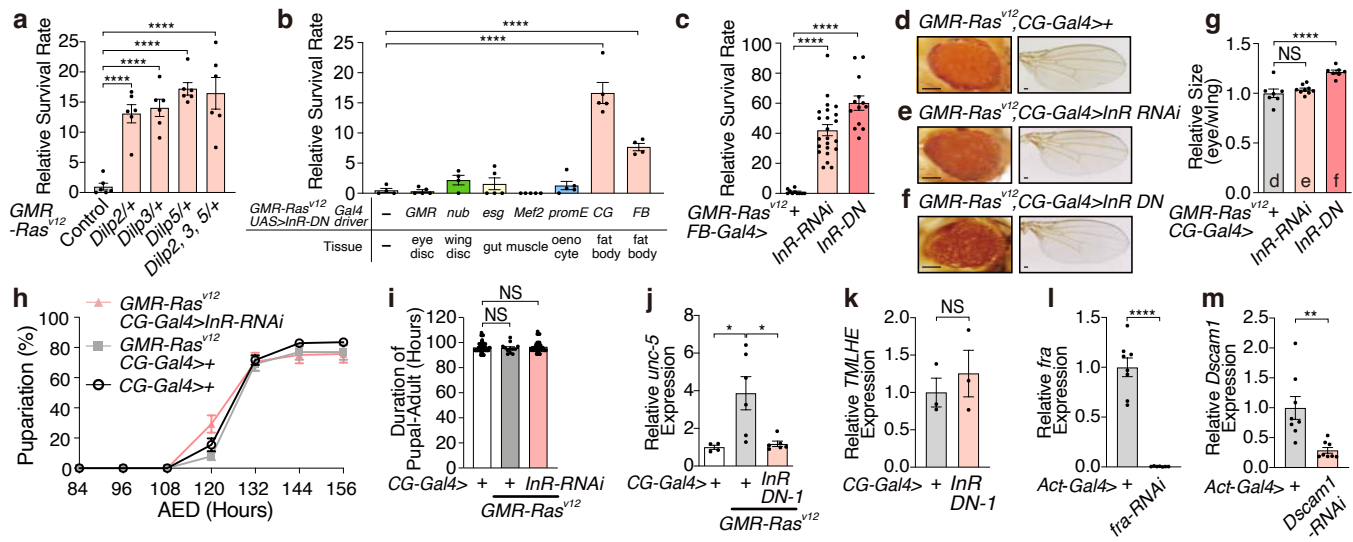 a
Relative Survival Rate
25
20
15
10
5
0
****
****
****
****
GMR
-Ras^v12
Control
Dilp2/+
Dilp3/+
Dilp5/+
Dilp2, 3, 5/+
b
Relative Survival Rate
25
20
15
10
5
0
****
****
GMR-Ras^v12 Gal4
UAS>InR-DN driver
– GMR nub esg Mef2 promE CG FB
Tissue – eye disc wing disc gut muscle oeno cyte fat body fat body
c
Relative Survival Rate
100
80
60
40
20
0
****
****
GMR-Ras^v12 +
FB-Gal4>
InR-RNAi
InR-DN
d GMR-Ras^v12,CG-Gal4>+
e GMR-Ras^v12,CG-Gal4>InR RNAi
f GMR-Ras^v12,CG-Gal4>InR DN
g
Relative Size
(eye/wing)
1.5
1.0
0.5
0.0
****
NS
d e f
GMR-Ras^v12 +
CG-Gal4>
InR-RNAi
InR-DN
h
GMR-Ras^v12
CG-Gal4>InR-RNAi
GMR-Ras^v12
CG-Gal4>+
CG-Gal4>+
Pupariation (%)
100
80
60
40
20
0
84 96 108 120 132 144 156
AED (Hours)
i
Duration of
Pupal-Adult (Hours)
120
100
80
60
40
20
0
NS
NS
CG-Gal4> + + InR-RNAi
GMR-Ras^v12
j
Relative unc-5
Expression
8
6
4
2
0
* *
CG-Gal4> + + InR
DN-1
GMR-Ras^v12
k
Relative TMLHE
Expression
2.0
1.5
1.0
0.5
0.0
NS
CG-Gal4> + InR
DN-1
l
Relative fra
Expression
1.5
1.0
0.5
0.0
****
Act-Gal4> +
fra-RNAi
m
Relative Dscam1
Expression
2.5
2.0
1.5
1.0
0.5
0.0
**
Act-Gal4> +
Dscam1
-RNAi